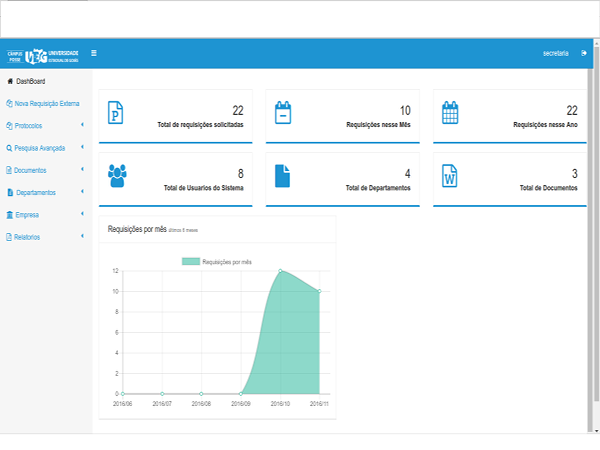 CÂMPUS
POSSE
UEG
UNIVERSIDADE
ESTADUAL DE GOIÁS
secretaria
DashBoard
Nova Requisição Externa
Protocolos
Pesquisa Avançada
Documentos
Departamentos
Empresa
Relatorios
22
Total de requisições solicitadas
10
Requisições nesse Mês
22
Requisições nesse Ano
8
Total de Usuarios do Sistema
4
Total de Departamentos
3
Total de Documentos
Requisições por mês últimos 6 meses
Requisições por mês
12
10
8
6
4
2
0
2016/06 2016/07 2016/08 2016/09 2016/10 2016/11